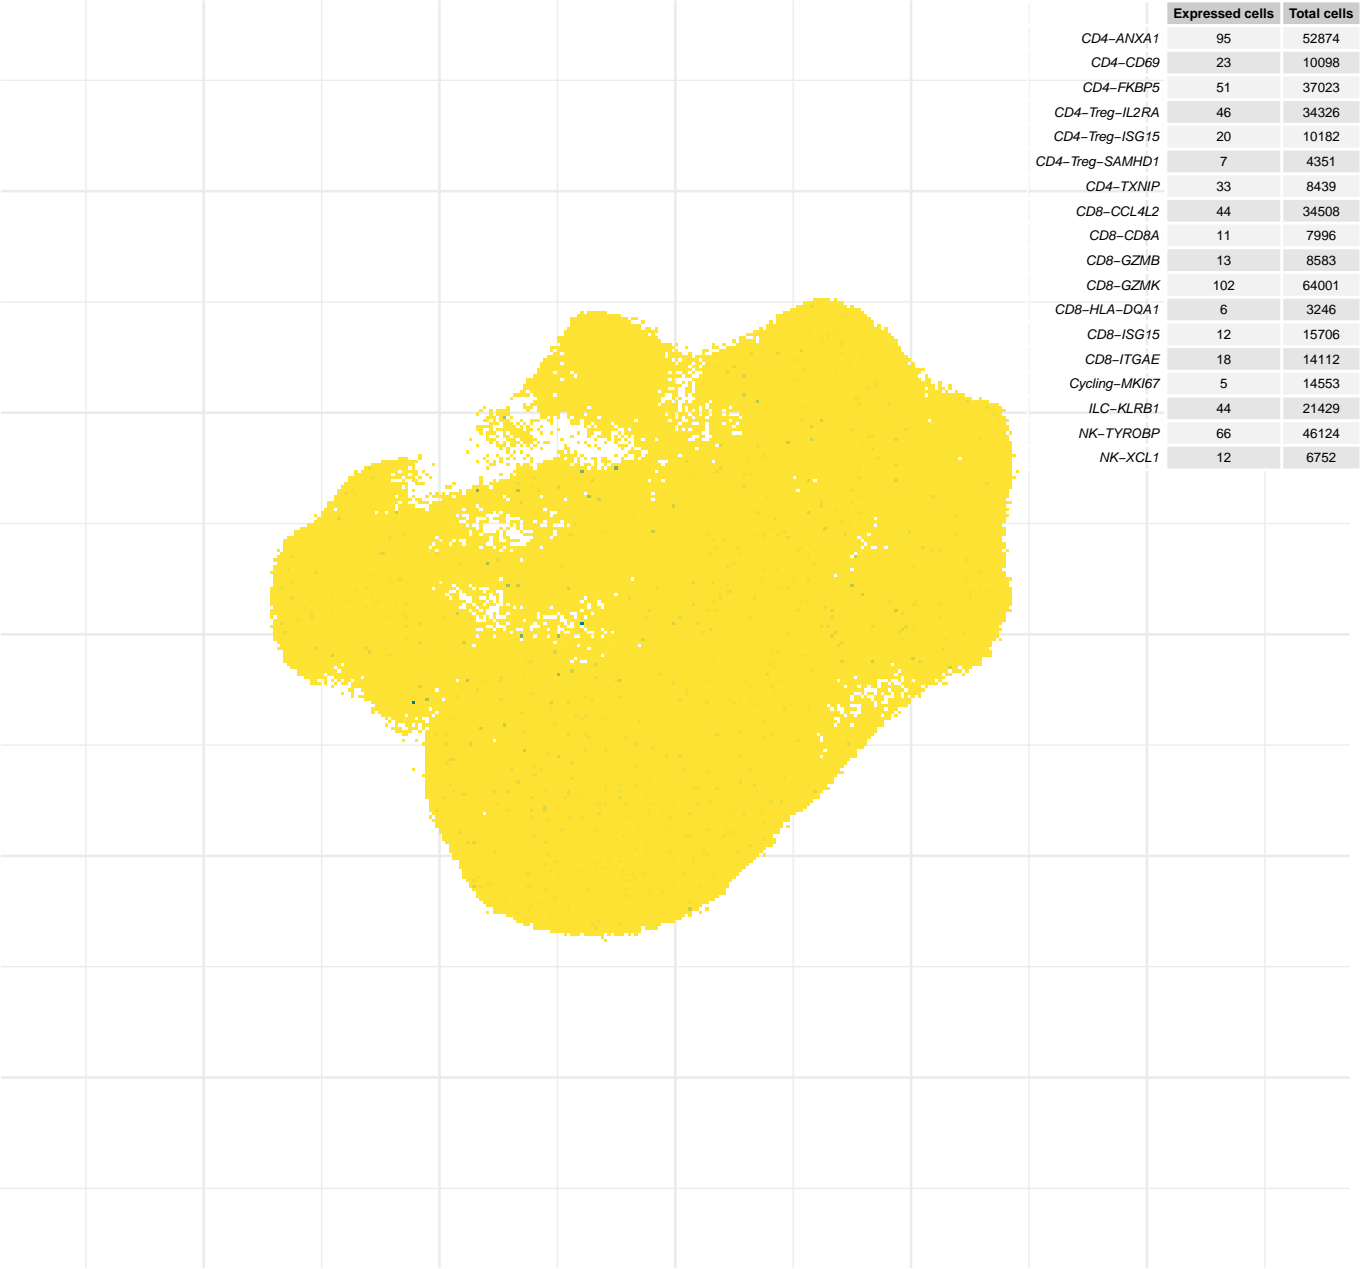 Expressed cells Total cells
CD4−ANXA1 95 52874
CD4−CD69 23 10098
CD4−FKBP5 51 37023
CD4−Treg−IL2RA 46 34326
CD4−Treg−ISG15 20 10182
CD4−Treg−SAMHD1 7 4351
CD4−TXNIP 33 8439
CD8−CCL4L2 44 34508
CD8−CD8A 11 7996
CD8−GZMB 13 8583
CD8−GZMK 102 64001
CD8−HLA−DQA1 6 3246
CD8−ISG15 12 15706
CD8−ITGAE 18 14112
Cycling−MKI67 5 14553
ILC−KLRB1 44 21429
NK−TYROBP 66 46124
NK−XCL1 12 6752